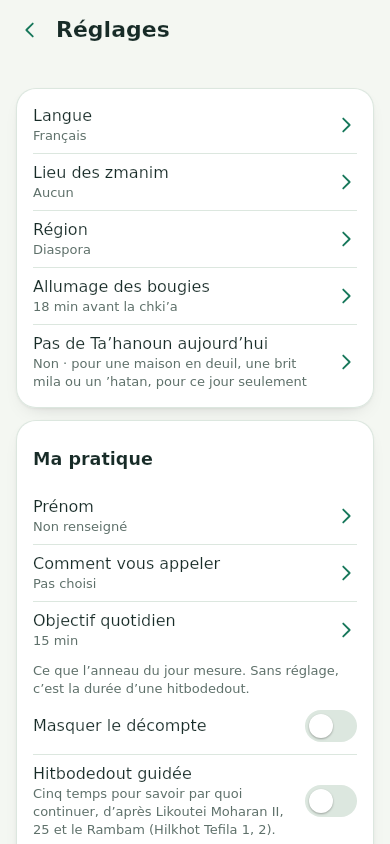 Réglages
Langue
Français
Lieu des zmanim
Aucun
Région
Diaspora
Allumage des bougies
18 min avant la chki’a
Pas de Ta’hanoun aujourd’hui
Non · pour une maison en deuil, une brit
mila ou un ’hatan, pour ce jour seulement
Ma pratique
Prénom
Non renseigné
Comment vous appeler
Pas choisi
Objectif quotidien
15 min
Ce que l’anneau du jour mesure. Sans réglage,
c’est la durée d’une hitbodedout.
Masquer le décompte
Hitbodedout guidée
Cinq temps pour savoir par quoi
continuer, d’après Likoutei Moharan II,
25 et le Rambam (Hilkhot Tefila 1, 2).